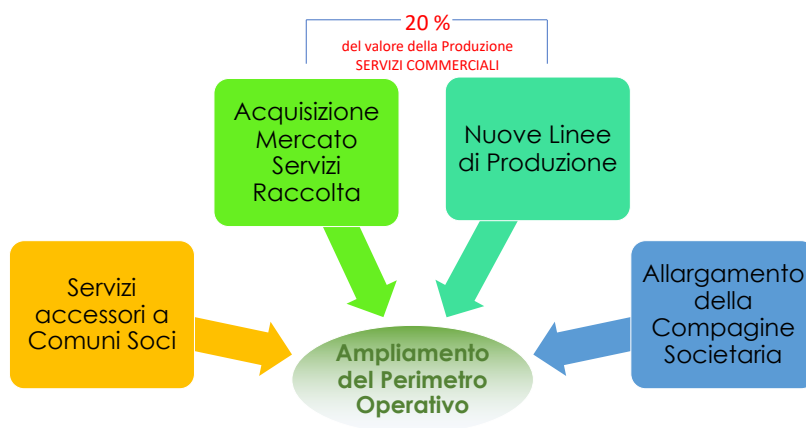 20 %
del valore della Produzione
SERVIZI COMMERCIALI
Acquisizione
Mercato
Servizi
Raccolta
Nuove Linee
di Produzione
Servizi
accessori a
Comuni Soci
Allargamento
della
Compagine
Societaria
Ampliamento
del Perimetro
Operativo